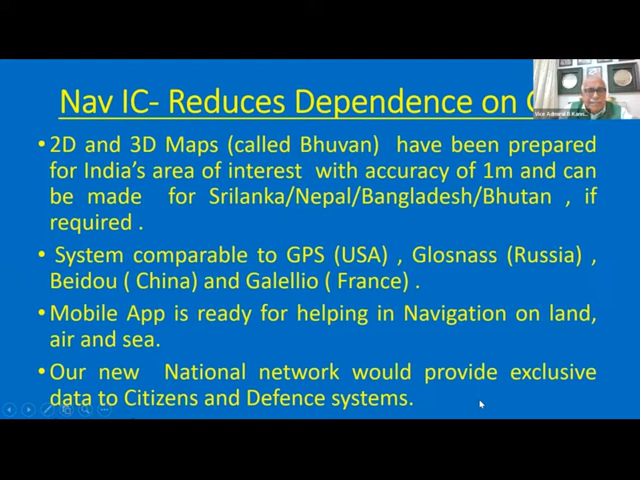 Nav IC- Reduces Dependence on
Vice Admiral B Kann...
•2D and 3D Maps (called Bhuvan) have been prepared
for India's area of interest with accuracy of 1m and can
be made for Srilanka/Nepal/Bangladesh/Bhutan , if
required .
• System comparable to GPS (USA) , Glosnass (Russia) ,
Beidou ( China) and Galellio ( France) .
•Mobile App is ready for helping in Navigation on land,
air and sea.
•Our new National network would provide exclusive
data to Citizens and Defence systems.